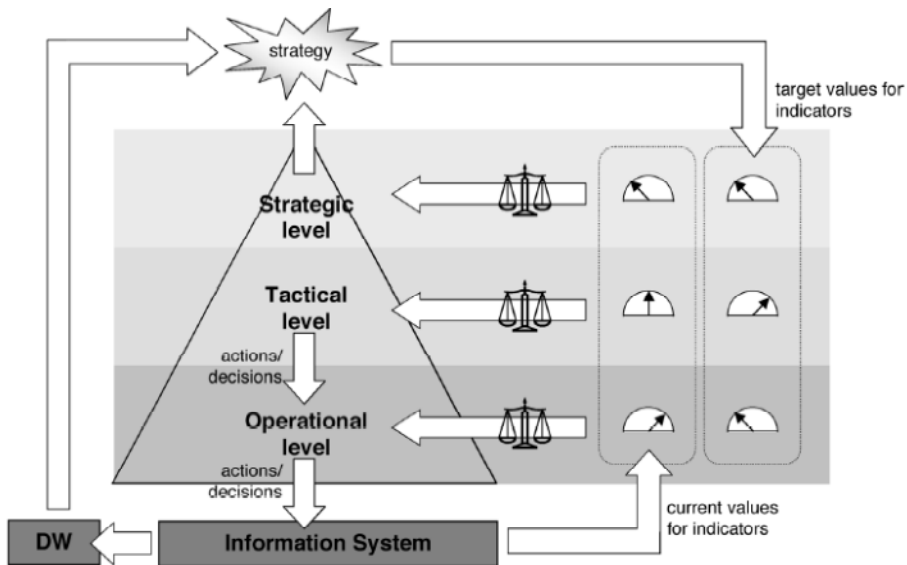 strategy
target values for
indicators
Strategic
level
Tactical
level
actions/
decisions
Operational
level
actions/
decisions
current values
for indicators
DW
Information System